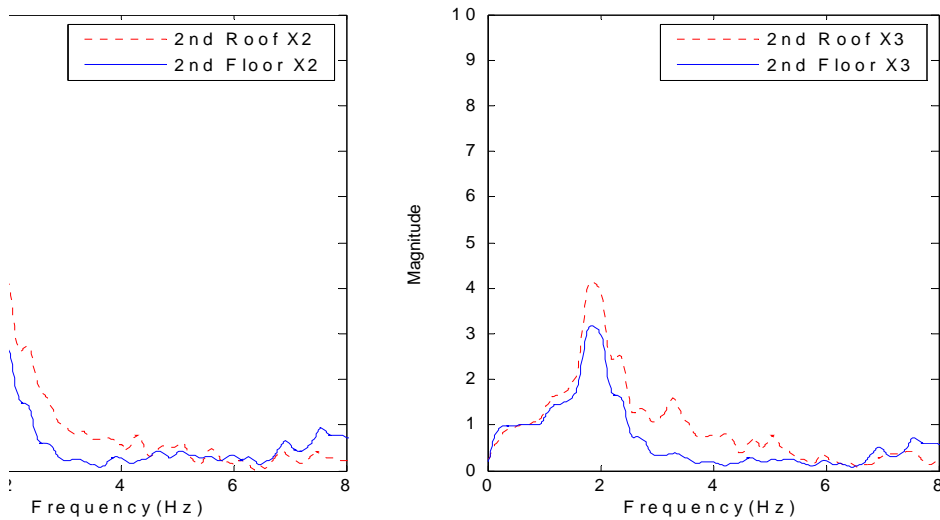 2nd Roof X2
2nd Floor X2
2 4 6 8
Frequency(Hz)
10
9
8
7
6
5
4
3
2
1
0
Magnitude
2nd Roof X3
2nd Floor X3
0 2 4 6 8
Frequency(Hz)